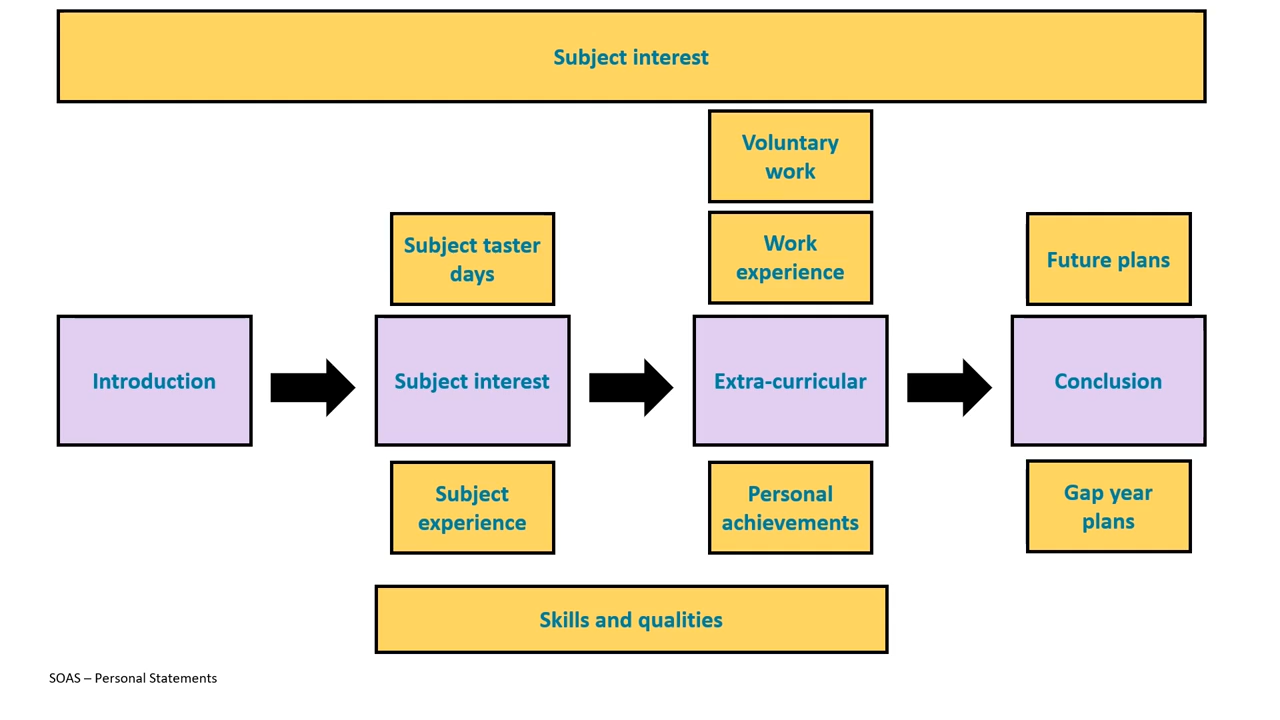 Subject interest
Voluntary
work
Subject taster
days
Work
experience
Future plans
Introduction
Subject interest
Extra-curricular
Conclusion
Subject
experience
Personal
achievements
Gap year
plans
Skills and qualities
SOAS – Personal Statements